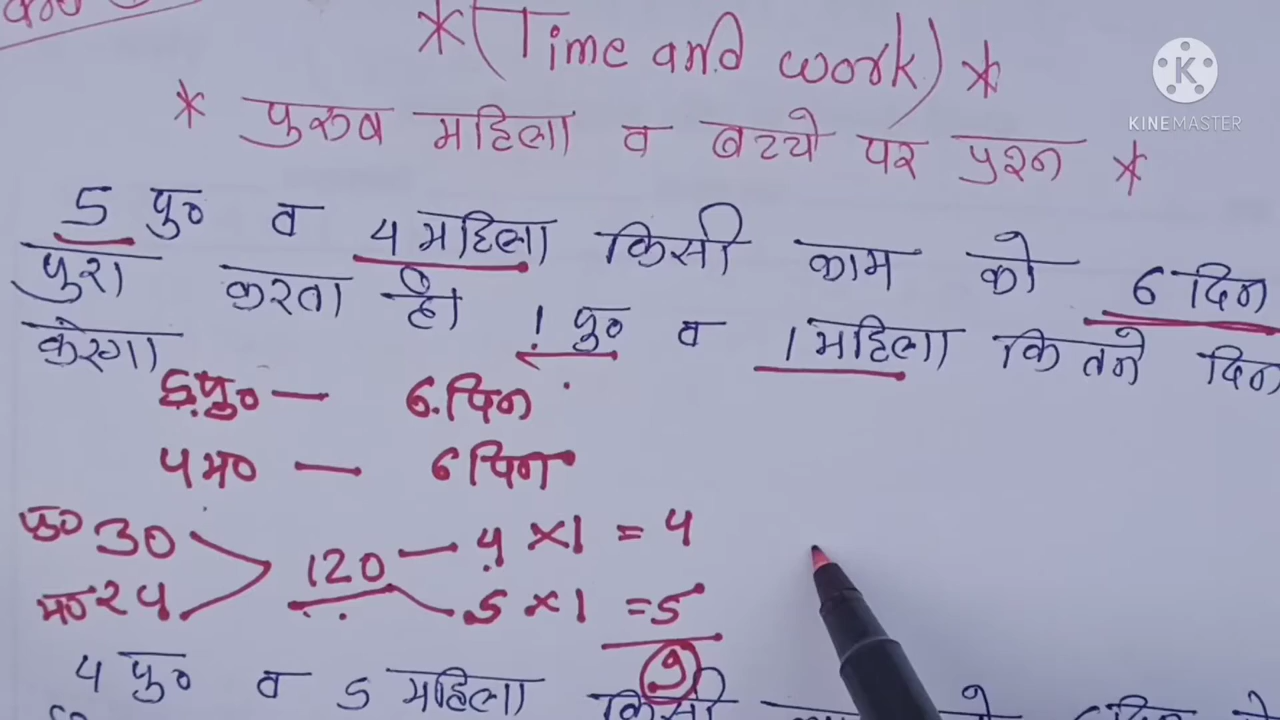 *(Time and work)*
KINEMASTER
* पुरुष महिला व बच्चे पर प्रश्न *
5 पु० व 4 महिला किसी काम को 6 दिन
पुरा करता है। 1 पु० व 1 महिला कितने दिन
करेगा
5 पु० — 6 दिन
4 म० — 6 दिन
पु० 30
120 — 4 × 1 = 4
म० 24
5 × 1 = 5
9
4 पु० व 5 महिला किसी